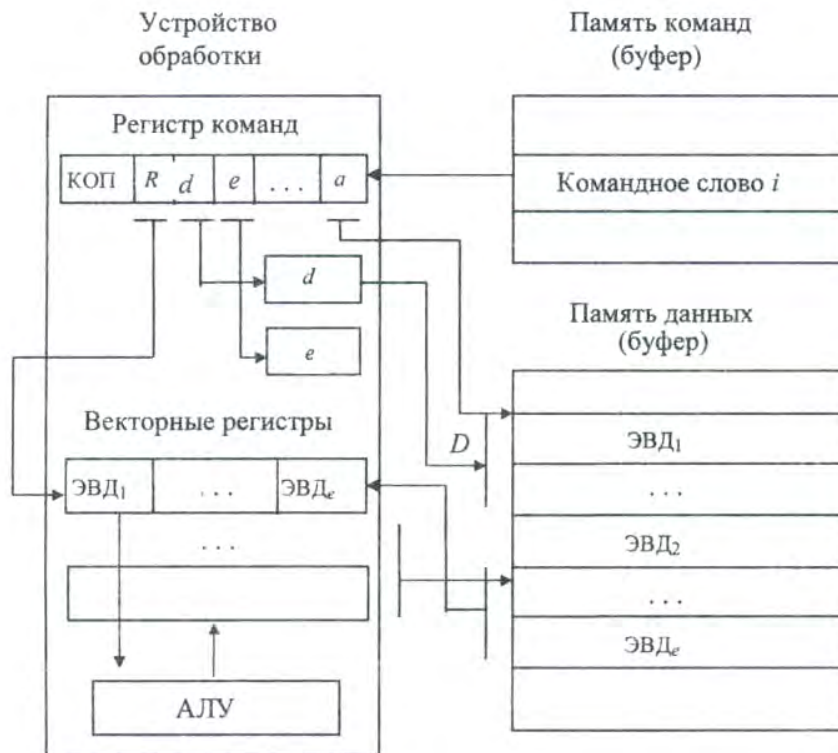 Устройство
обработки
Память команд
(буфер)
Регистр команд
КОП R d e . . . a
Командное слово i
d
e
Память данных
(буфер)
Векторные регистры
D
ЭВД₁
ЭВД₁ . . . ЭВДₑ
. . .
. . .
ЭВД₂
. . .
ЭВДₑ
АЛУ